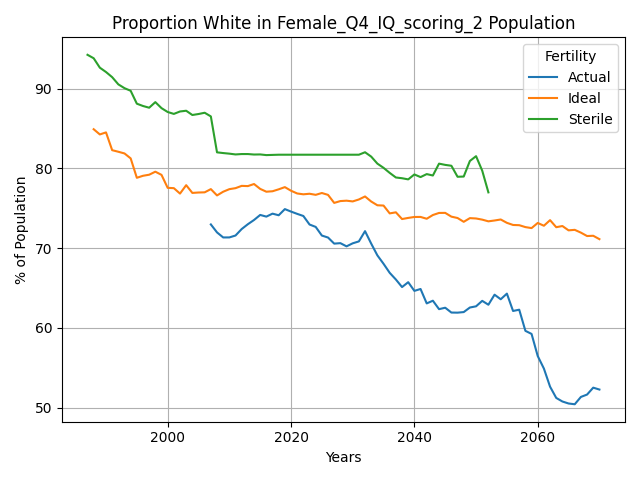 Proportion White in Female_Q4_IQ_scoring_2 Population
% of Population
90
80
70
60
50
Fertility
Actual
Ideal
Sterile
2000
2020
2040
2060
Years